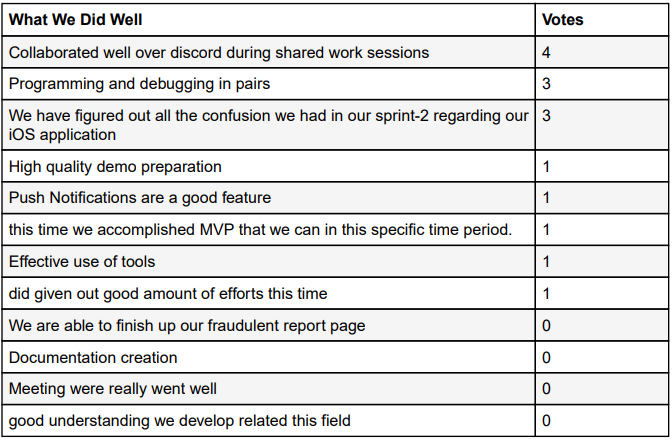 What We Did Well Votes
Collaborated well over discord during shared work sessions 4
Programming and debugging in pairs 3
We have figured out all the confusion we had in our sprint-2 regarding our 3
iOS application
High quality demo preparation 1
Push Notifications are a good feature 1
this time we accomplished MVP that we can in this specific time period. 1
Effective use of tools 1
did given out good amount of efforts this time 1
We are able to finish up our fraudulent report page 0
Documentation creation 0
Meeting were really went well 0
good understanding we develop related this field 0